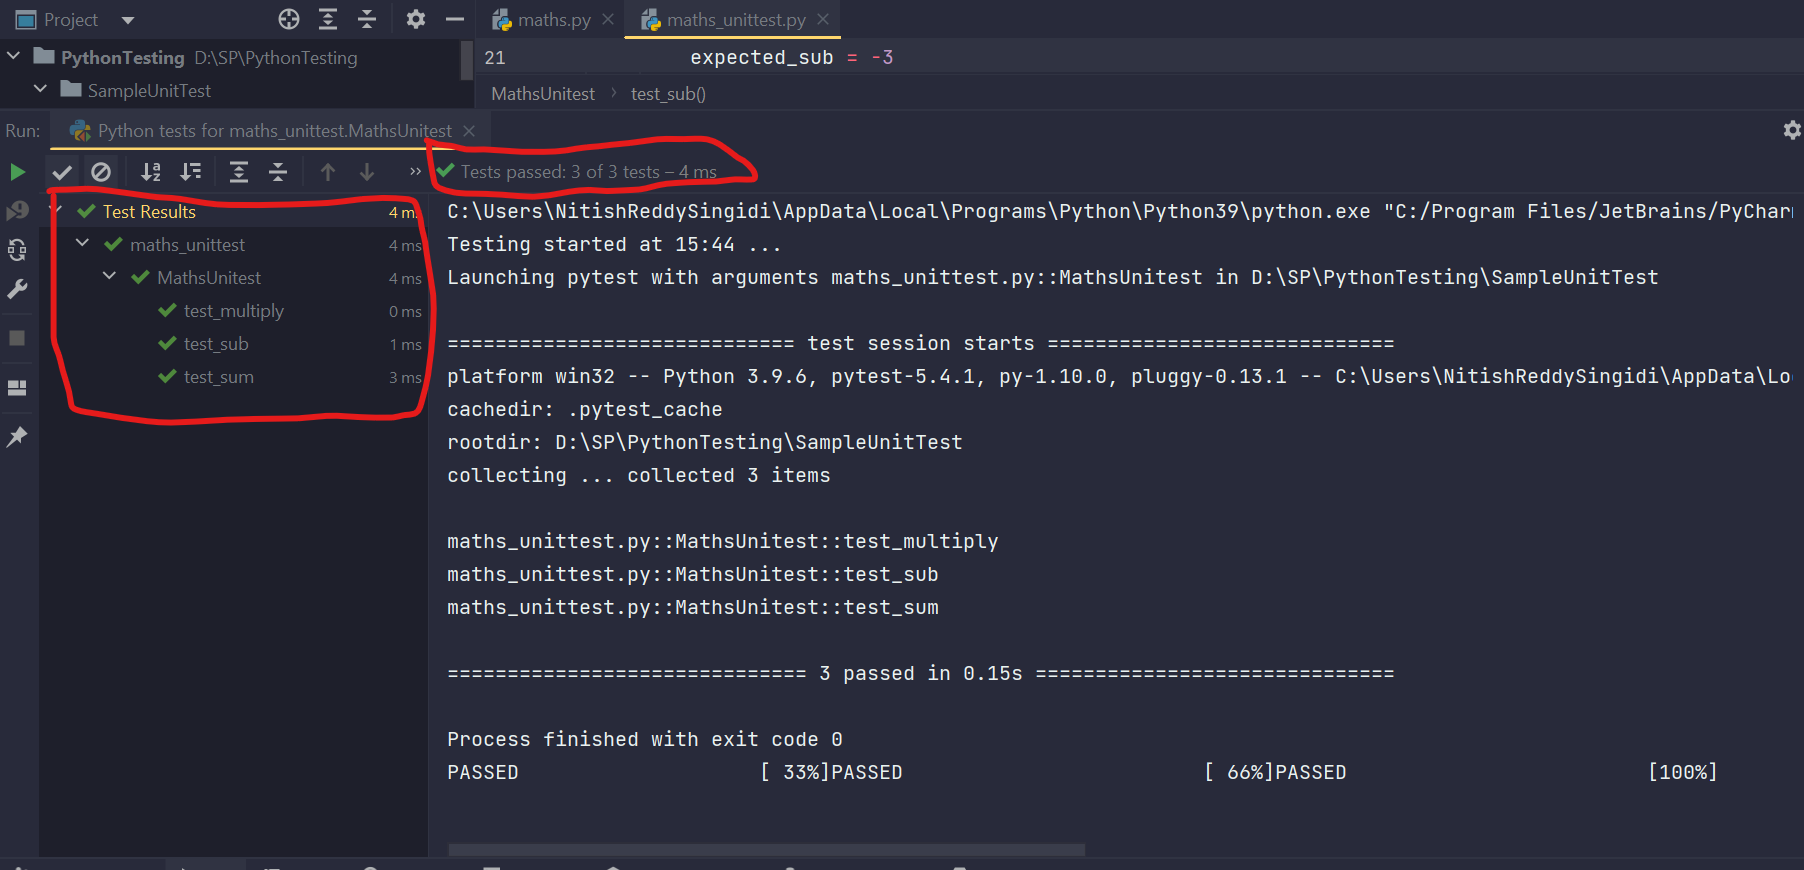 Project
maths.py
maths_unittest.py
PythonTesting D:\SP\PythonTesting
21 expected_sub = -3
SampleUnitTest
MathsUnitest test_sub()
Run: Python tests for maths_unittest.MathsUnitest
Tests passed: 3 of 3 tests – 4 ms
Test Results 4 ms
maths_unittest 4 ms
MathsUnitest 4 ms
test_multiply 0 ms
test_sub 1 ms
test_sum 3 ms
C:\Users\NitishReddySingidi\AppData\Local\Programs\Python\Python39\python.exe "C:/Program Files/JetBrains/PyChar
Testing started at 15:44 ...
Launching pytest with arguments maths_unittest.py::MathsUnitest in D:\SP\PythonTesting\SampleUnitTest
============================= test session starts =============================
platform win32 -- Python 3.9.6, pytest-5.4.1, py-1.10.0, pluggy-0.13.1 -- C:\Users\NitishReddySingidi\AppData\Lo
cachedir: .pytest_cache
rootdir: D:\SP\PythonTesting\SampleUnitTest
collecting ... collected 3 items
maths_unittest.py::MathsUnitest::test_multiply
maths_unittest.py::MathsUnitest::test_sub
maths_unittest.py::MathsUnitest::test_sum
============================== 3 passed in 0.15s ==============================
Process finished with exit code 0
PASSED [ 33%]PASSED [ 66%]PASSED [100%]